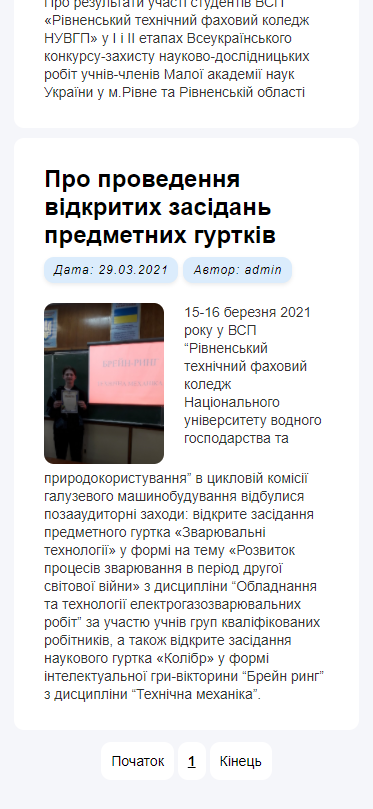 Про результати участі студентів ВСП
«Рівненський технічний фаховий коледж
НУВГП» у І і ІІ етапах Всеукраїнського
конкурсу-захисту науково-дослідницьких
робіт учнів-членів Малої академії наук
України у м.Рівне та Рівненській області
Про проведення
відкритих засідань
предметних гуртків
Дата: 29.03.2021
Автор: admin
БРЕЙН-РИНГ
15-16 березня 2021
року у ВСП
“Рівненський
технічний фаховий
коледж
Національного
університету водного
господарства та
природокористування” в цикловій комісії
галузевого машинобудування відбулися
позааудиторні заходи: відкрите засідання
предметного гуртка «Зварювальні
технології» у формі на тему «Розвиток
процесів зварювання в період другої
світової війни» з дисципліни “Обладнання
та технології електрогазозварювальних
робіт” за участю учнів груп кваліфікованих
робітників, а також відкрите засідання
наукового гуртка «Колібр» у формі
інтелектуальної гри-вікторини “Брейн ринг”
з дисципліни “Технічна механіка”.
Початок
1
Кінець